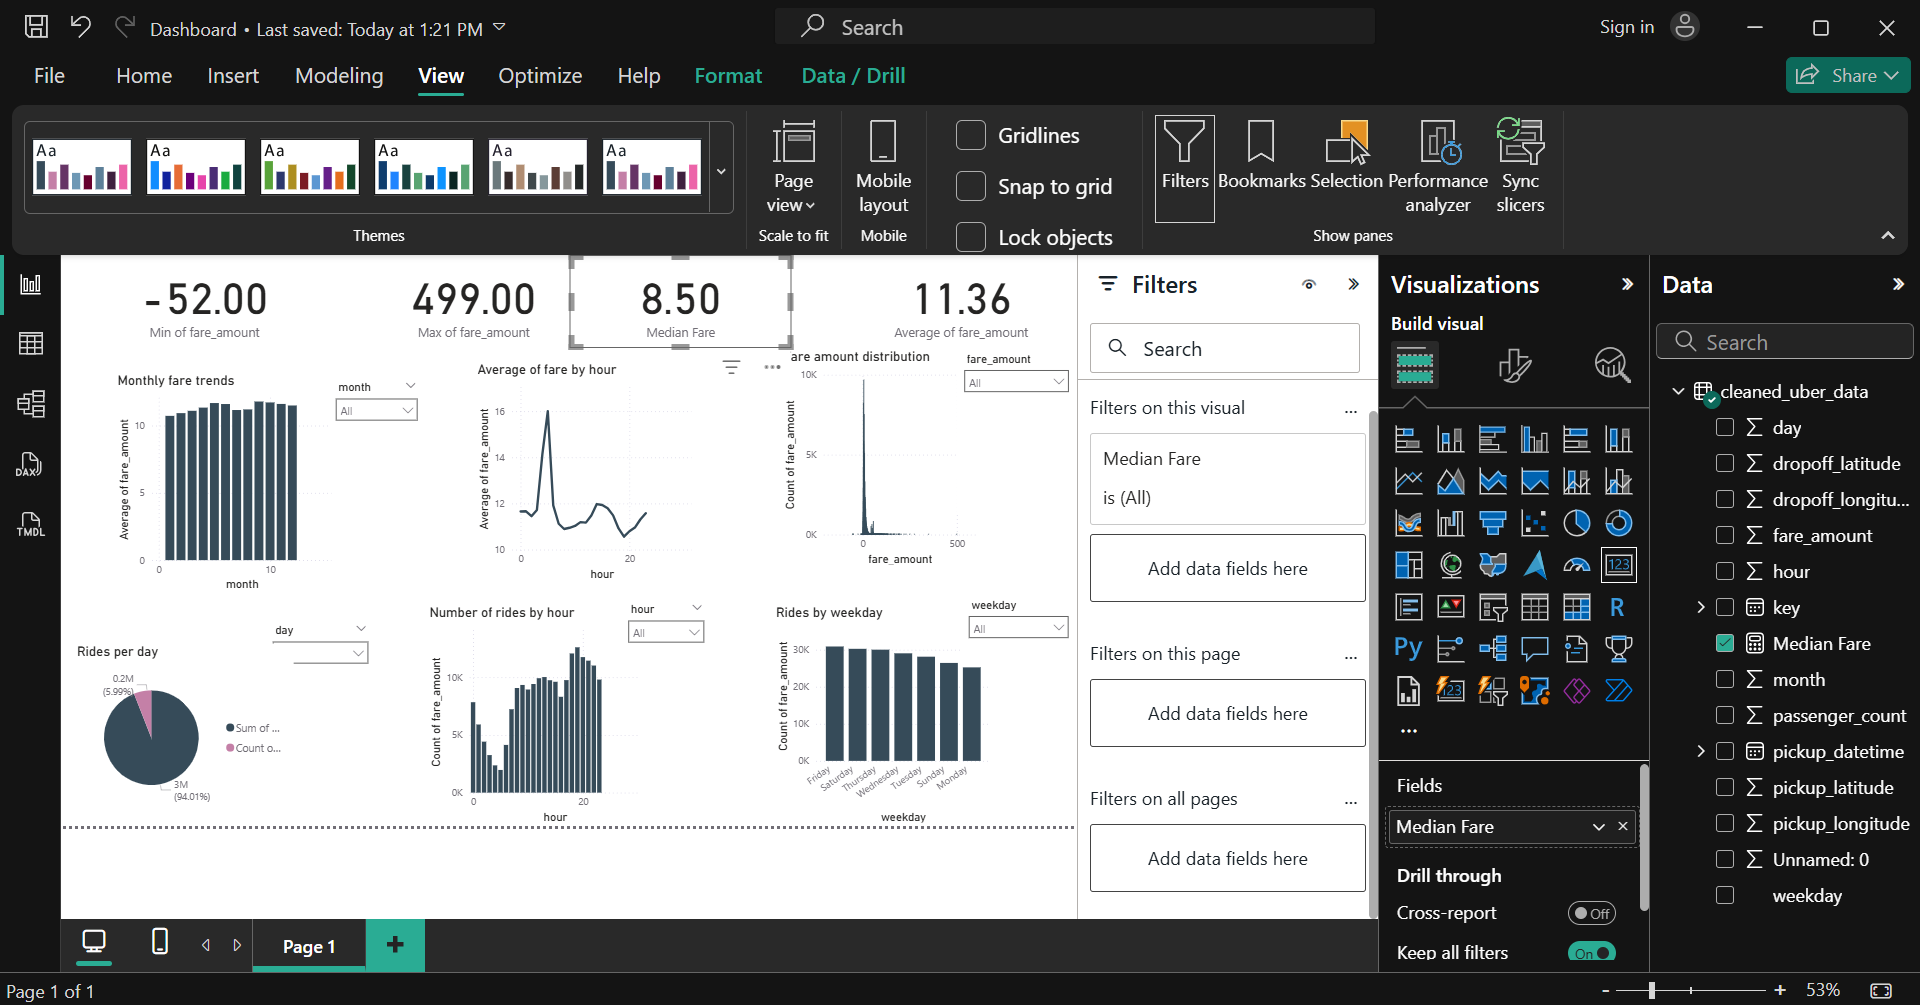 Dashboard • Last saved: Today at 1:21 PM
Search
Sign in
File
Home
Insert
Modeling
View
Optimize
Help
Format
Data / Drill
Share
Aa
Aa
Aa
Aa
Aa
Aa
Themes
Page
view
Scale to fit
Mobile
layout
Mobile
Gridlines
Snap to grid
Lock objects
Filters
Bookmarks
Selection
Performance
analyzer
Sync
slicers
Show panes
DAX
TMDL
-52.00
Min of fare_amount
499.00
Max of fare_amount
8.50
Median Fare
11.36
Average of fare_amount
Monthly fare trends
month
All
Average of fare_amount
10
5
0
0
10
month
Average of fare by hour
Average of fare_amount
16
14
12
10
0
20
hour
are amount distribution
fare_amount
All
Count of fare_amount
10K
5K
0K
0
500
fare_amount
day
Rides per day
0.2M
(5.99%)
3M
(94.01%)
Sum of ...
Count o...
Number of rides by hour
hour
All
Count of fare_amount
10K
5K
0K
0
20
hour
Rides by weekday
weekday
All
Count of fare_amount
30K
20K
10K
0K
Friday
Saturday
Thursday
Wednesday
Tuesday
Sunday
Monday
weekday
Filters
Search
Filters on this visual
...
Median Fare
is (All)
Add data fields here
Filters on this page
...
Add data fields here
Filters on all pages
...
Add data fields here
Visualizations
Build visual
123
R
Py
123
...
Fields
Median Fare
Drill through
Cross-report
Off
Keep all filters
On
Data
Search
cleaned_uber_data
day
dropoff_latitude
dropoff_longitu...
fare_amount
hour
key
Median Fare
month
passenger_count
pickup_datetime
pickup_latitude
pickup_longitude
Unnamed: 0
weekday
Page 1
+
Page 1 of 1
- + 53%